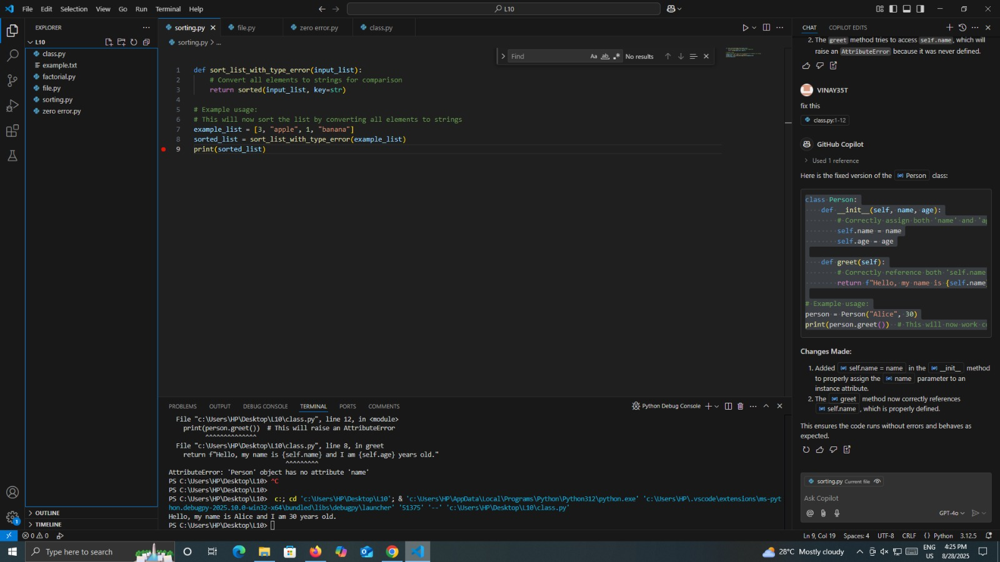 File Edit Selection View Go Run Terminal Help
L10
EXPLORER
L10
class.py
example.txt
factorial.py
file.py
sorting.py
zero error.py
OUTLINE
TIMELINE
sorting.py
file.py
zero error.py
class.py
sorting.py > ...
Find
Aa ab .*
No results
1 def sort_list_with_type_error(input_list):
2 # Convert all elements to strings for comparison
3 return sorted(input_list, key=str)
4
5 # Example usage:
6 # This will now sort the list by converting all elements to strings
7 example_list = [3, "apple", 1, "banana"]
8 sorted_list = sort_list_with_type_error(example_list)
9 print(sorted_list)
PROBLEMS OUTPUT DEBUG CONSOLE TERMINAL PORTS COMMENTS
Python Debug Console
File "c:\Users\HP\Desktop\L10\class.py", line 12, in <module>
print(person.greet())  # This will raise an AttributeError
^^^^^^^^^^^^^^
File "c:\Users\HP\Desktop\L10\class.py", line 8, in greet
return f"Hello, my name is {self.name} and I am {self.age} years old."
^^^^^^^^^
AttributeError: 'Person' object has no attribute 'name'
PS C:\Users\HP\Desktop\L10> ^C
PS C:\Users\HP\Desktop\L10>
PS C:\Users\HP\Desktop\L10>  c:; cd 'c:\Users\HP\Desktop\L10'; & 'c:\Users\HP\AppData\Local\Programs\Python\Python312\python.exe' 'c:\Users\HP\.vscode\extensions\ms-pyt
hon.debugpy-2025.10.0-win32-x64\bundled\libs\debugpy\launcher' '51375' '--' 'c:\Users\HP\Desktop\L10\class.py'
Hello, my name is Alice and I am 30 years old.
PS C:\Users\HP\Desktop\L10>
CHAT COPILOT EDITS
2. The greet method tries to access self.name, which will
raise an AttributeError because it was never defined.
VINAY35T
fix this
class.py:1-12
GitHub Copilot
Used 1 reference
Here is the fixed version of the Person class:
class Person:
def __init__(self, name, age):
# Correctly assign both 'name' and 'a
self.name = name
self.age = age
def greet(self):
# Correctly reference both 'self.name
return f"Hello, my name is {self.name
# Example usage:
person = Person("Alice", 30)
print(person.greet())  # This will now work c
Changes Made:
1. Added self.name = name in the __init__ method
to properly assign the name parameter to an
instance attribute.
2. The greet method now correctly references
self.name , which is properly defined.
This ensures the code runs without errors and behaves as
expected.
sorting.py Current file
Ask Copilot
GPT-4o
1
0 0
Ln 9, Col 19 Spaces: 4 UTF-8 CRLF {} Python 3.12.5
Type here to search
28°C Mostly cloudy
ENG
US
4:25 PM
8/28/2025